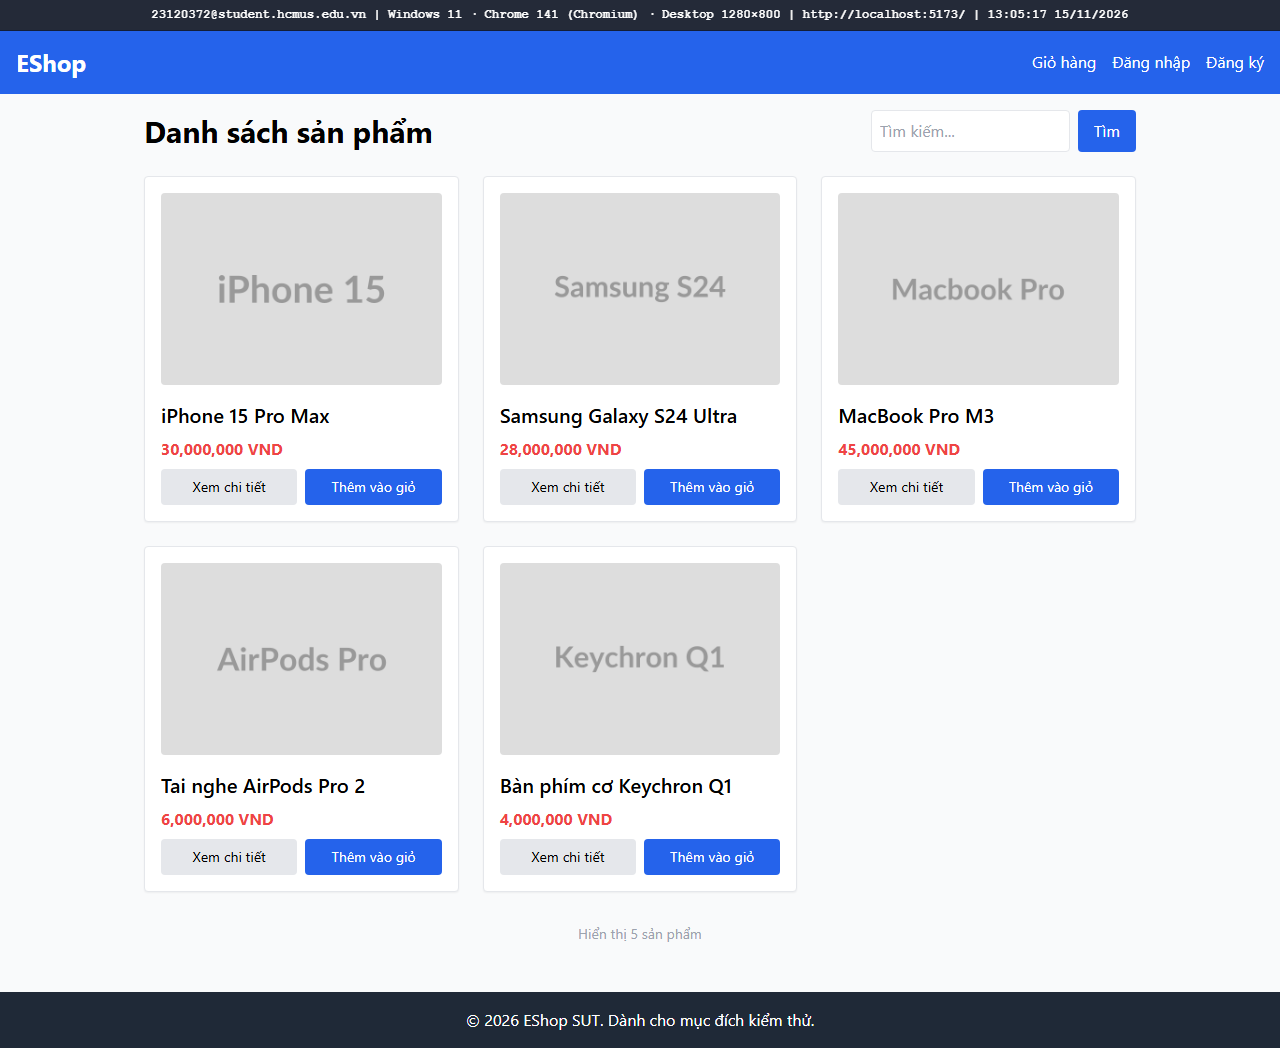 23120372@student.hcmus.edu.vn | Windows 11 · Chrome 141 (Chromium) · Desktop 1280×800 | http://localhost:5173/ | 13:05:17 15/11/2026
EShop
Giỏ hàng Đăng nhập Đăng ký
Danh sách sản phẩm
Tìm kiếm...
Tìm
iPhone 15
Samsung S24
Macbook Pro
iPhone 15 Pro Max
Samsung Galaxy S24 Ultra
MacBook Pro M3
30,000,000 VND
28,000,000 VND
45,000,000 VND
Xem chi tiết Thêm vào giỏ
Xem chi tiết Thêm vào giỏ
Xem chi tiết Thêm vào giỏ
AirPods Pro
Keychron Q1
Tai nghe AirPods Pro 2
Bàn phím cơ Keychron Q1
6,000,000 VND
4,000,000 VND
Xem chi tiết Thêm vào giỏ
Xem chi tiết Thêm vào giỏ
Hiển thị 5 sản phẩm
© 2026 EShop SUT. Dành cho mục đích kiểm thử.